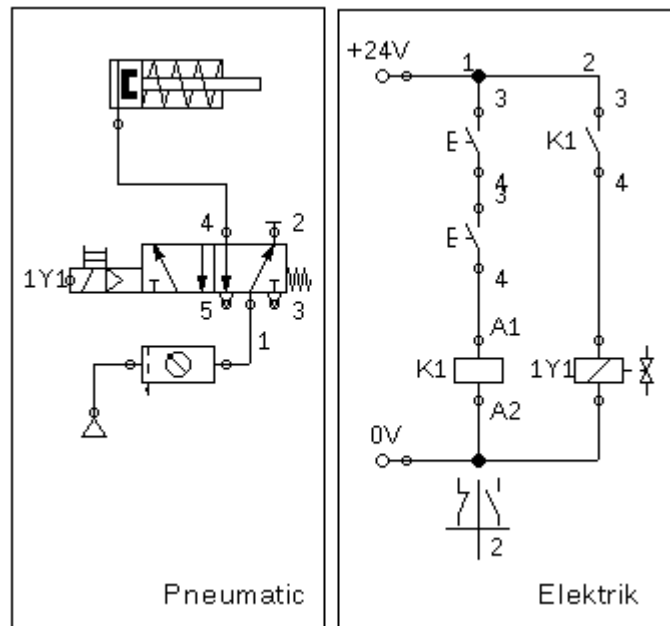 4 2
1Y1
5 3
1
Pneumatic
+24V 1 2
3 3
K1
4 4
3
4
A1
K1 1Y1
A2
0V
2
Elektrik